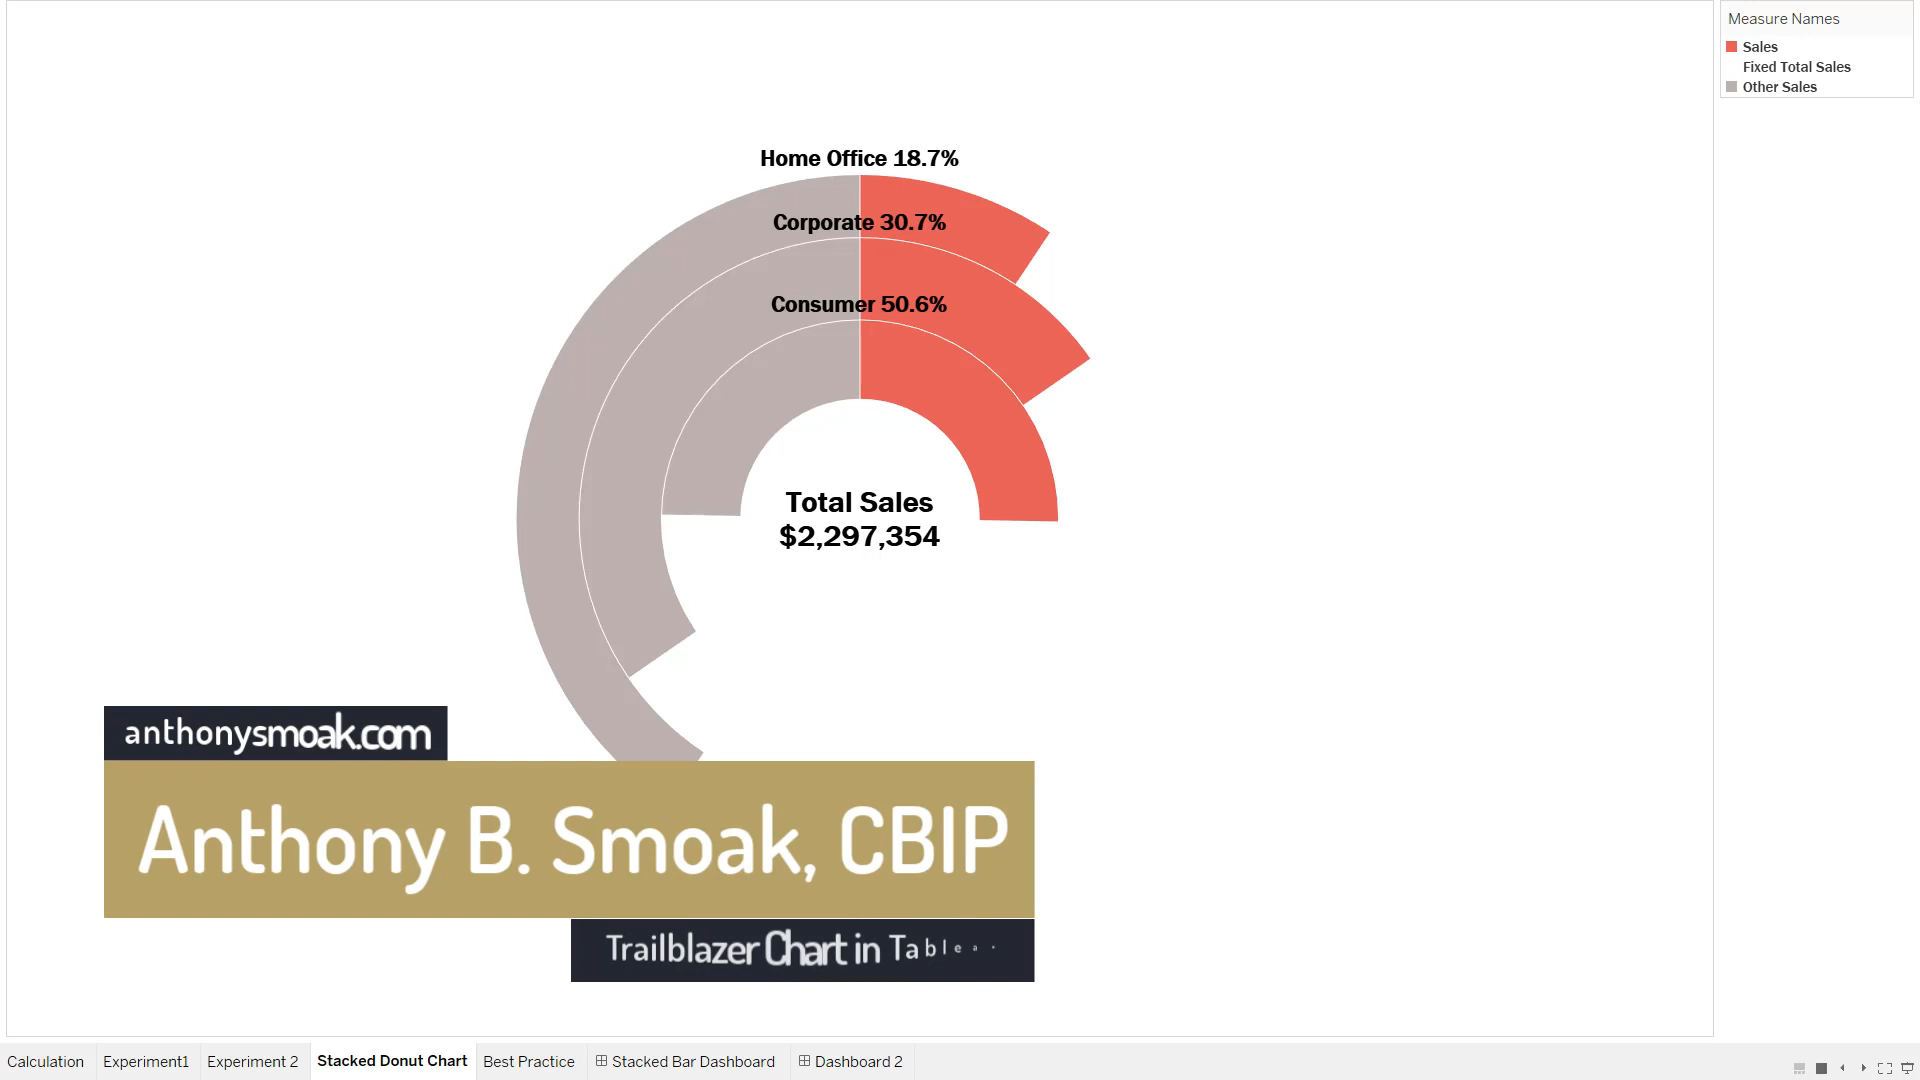 Measure Names
Sales
Fixed Total Sales
Other Sales
Home Office 18.7%
Corporate 30.7%
Consumer 50.6%
Total Sales
$2,297,354
anthonysmoak.com
Anthony B. Smoak, CBIP
Trailblazer Chart in Tablea
Calculation
Experiment1
Experiment 2
Stacked Donut Chart
Best Practice
Stacked Bar Dashboard
Dashboard 2